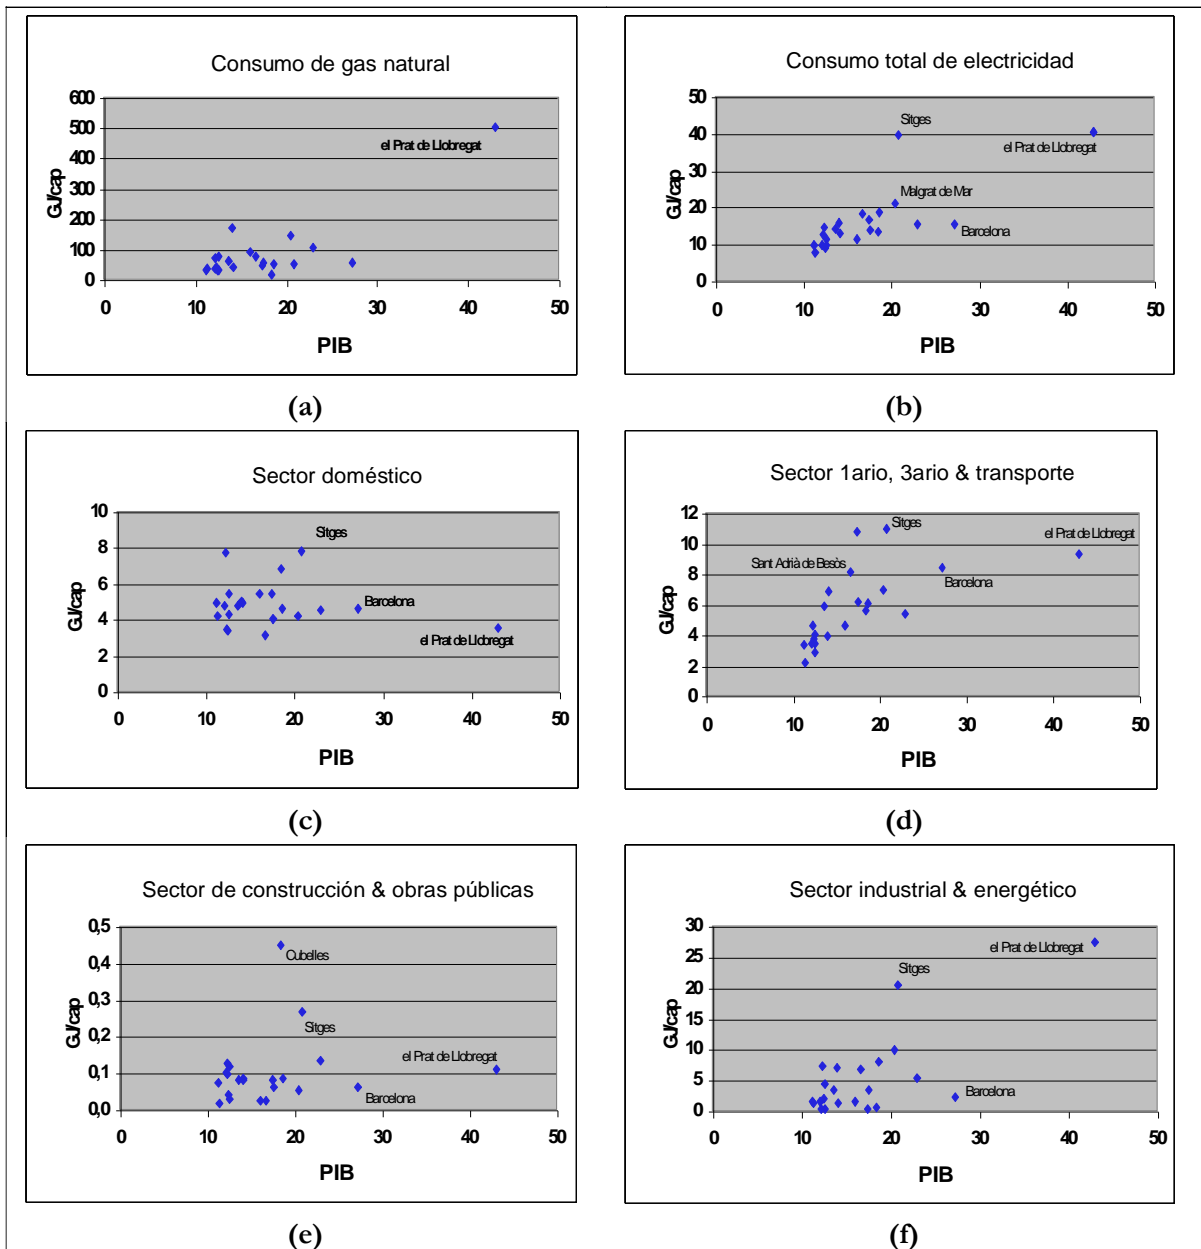 Consumo de gas natural
600
500
400
300
200
100
0
GJ/cap
el Prat de Llobregat
10
20
30
40
50
PIB
(a)
Consumo total de electricidad
50
40
30
20
10
0
GJ/cap
Sitges
el Prat de Llobregat
Malgrat de Mar
Barcelona
0
10
20
30
40
50
PIB
(b)
Sector doméstico
10
8
6
4
2
0
GJ/cap
Sitges
Barcelona
el Prat de Llobregat
0
10
20
30
40
50
PIB
(c)
Sector 1ario, 3ario & transporte
12
10
8
6
4
2
0
GJ/cap
Sitges
el Prat de Llobregat
Sant Adrià de Besòs
Barcelona
0
10
20
30
40
50
PIB
(d)
Sector de construcción & obras públicas
0,5
0,4
0,3
0,2
0,1
0,0
GJ/cap
Cubelles
Sitges
el Prat de Llobregat
Barcelona
0
10
20
30
40
50
PIB
(e)
Sector industrial & energético
30
25
20
15
10
5
0
GJ/cap
el Prat de Llobregat
Sitges
Barcelona
0
10
20
30
40
50
PIB
(f)